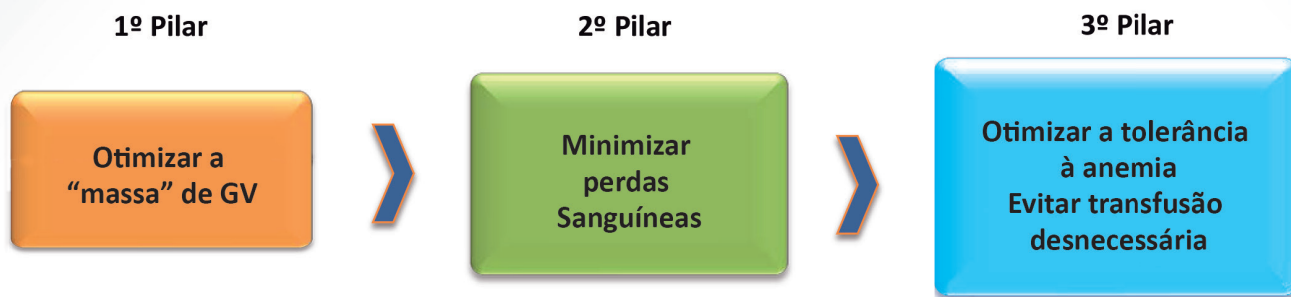 1º Pilar
2º Pilar
3º Pilar
Otimizar a
“massa” de GV
Minimizar
perdas
Sanguíneas
Otimizar a tolerância
à anemia
Evitar transfusão
desnecessária